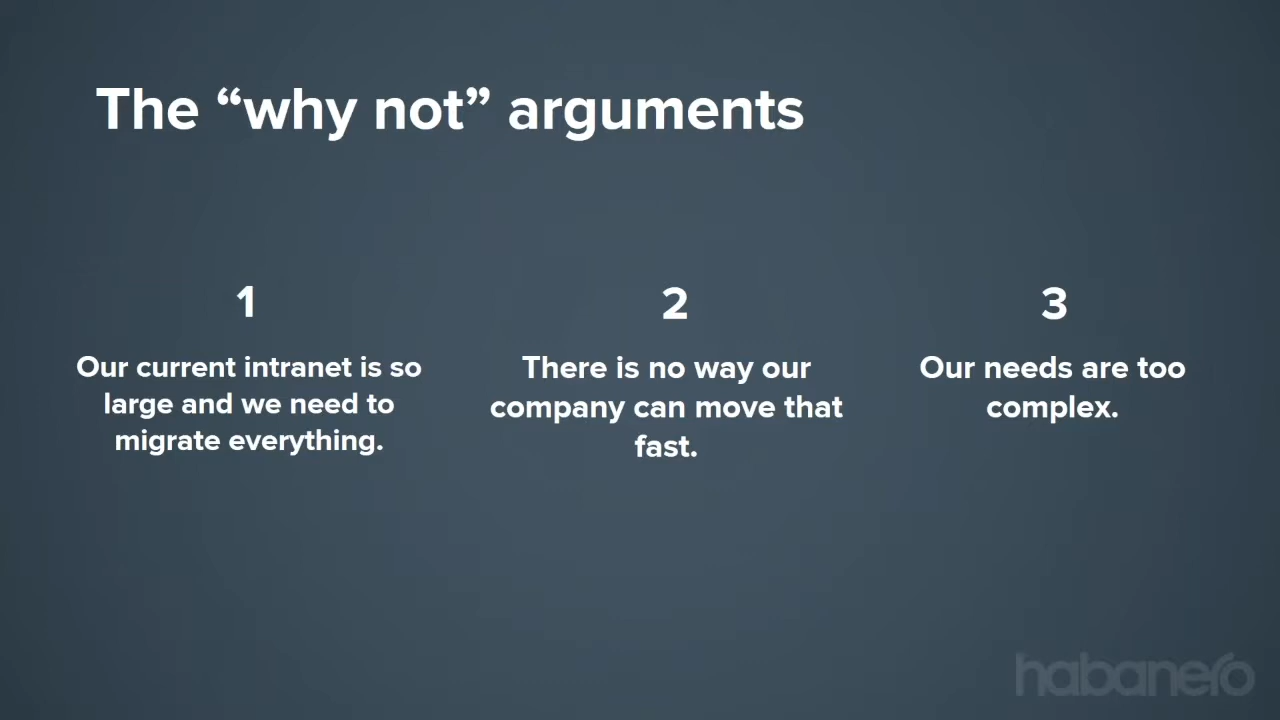 The “why not” arguments
1
Our current intranet is so
large and we need to
migrate everything.
2
There is no way our
company can move that
fast.
3
Our needs are too
complex.
habanero